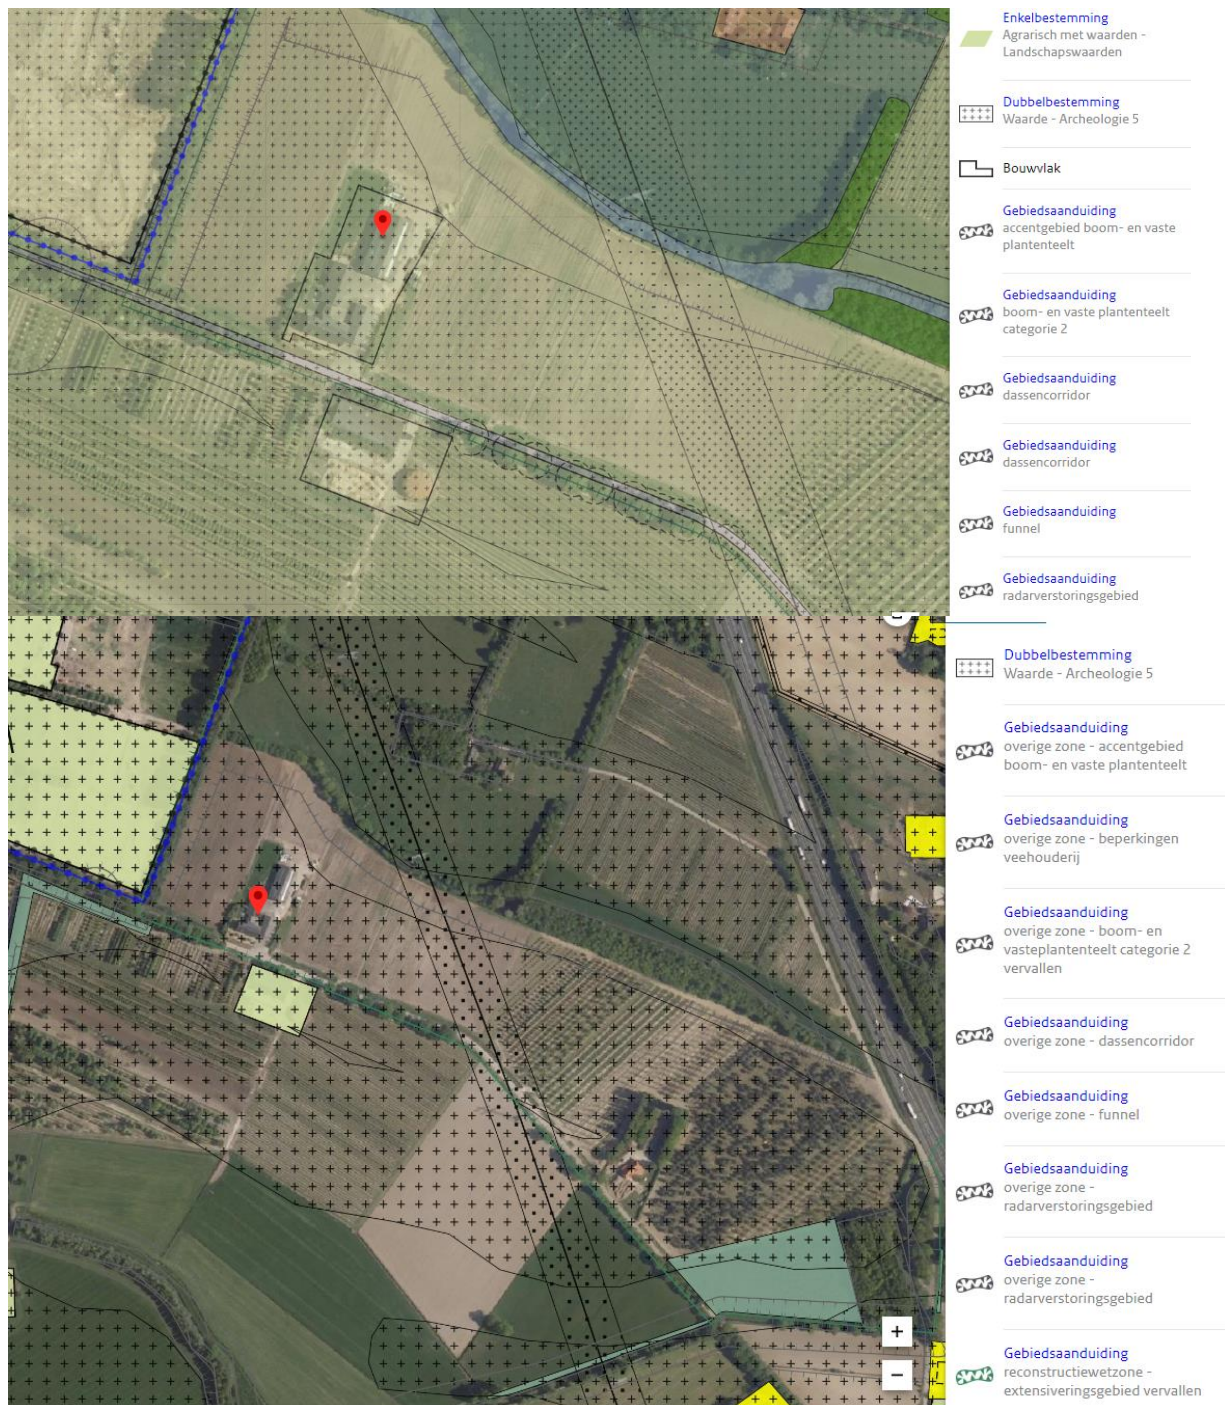 Enkelbestemming
Agrarisch met waarden -
Landschapswaarden
Dubbelbestemming
Waarde - Archeologie 5
Bouwvlak
Gebiedsaanduiding
accentgebied boom- en vaste
plantenteelt
Gebiedsaanduiding
boom- en vaste plantenteelt
categorie 2
Gebiedsaanduiding
dassencorridor
Gebiedsaanduiding
dassencorridor
Gebiedsaanduiding
funnel
Gebiedsaanduiding
radarverstoringsgebied
Dubbelbestemming
Waarde - Archeologie 5
Gebiedsaanduiding
overige zone - accentgebied
boom- en vaste plantenteelt
Gebiedsaanduiding
overige zone - beperkingen
veehouderij
Gebiedsaanduiding
overige zone - boom- en
vasteplantenteelt categorie 2
vervallen
Gebiedsaanduiding
overige zone - dassencorridor
Gebiedsaanduiding
overige zone - funnel
Gebiedsaanduiding
overige zone -
radarverstoringsgebied
Gebiedsaanduiding
overige zone -
radarverstoringsgebied
Gebiedsaanduiding
reconstructiewetzone -
extensiveringsgebied vervallen
+
−